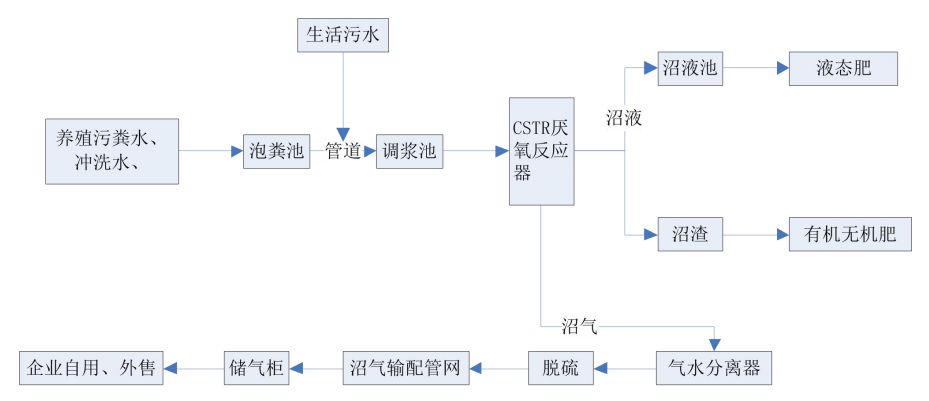 生活污水
养殖污粪水、
冲洗水、
泡粪池
管道
调浆池
CSTR厌
氧反应
器
沼液
沼液池
液态肥
沼渣
有机无机肥
沼气
企业自用、外售
储气柜
沼气输配管网
脱硫
气水分离器